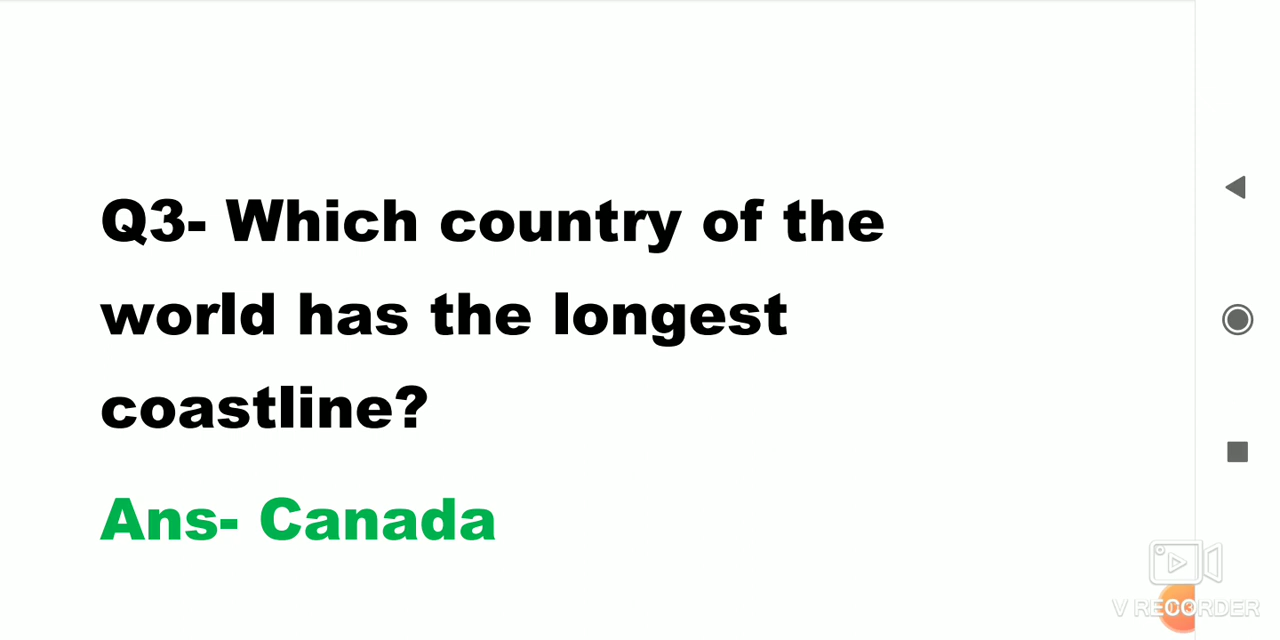 Q3- Which country of the
world has the longest
coastline?
Ans- Canada
V RECORDER